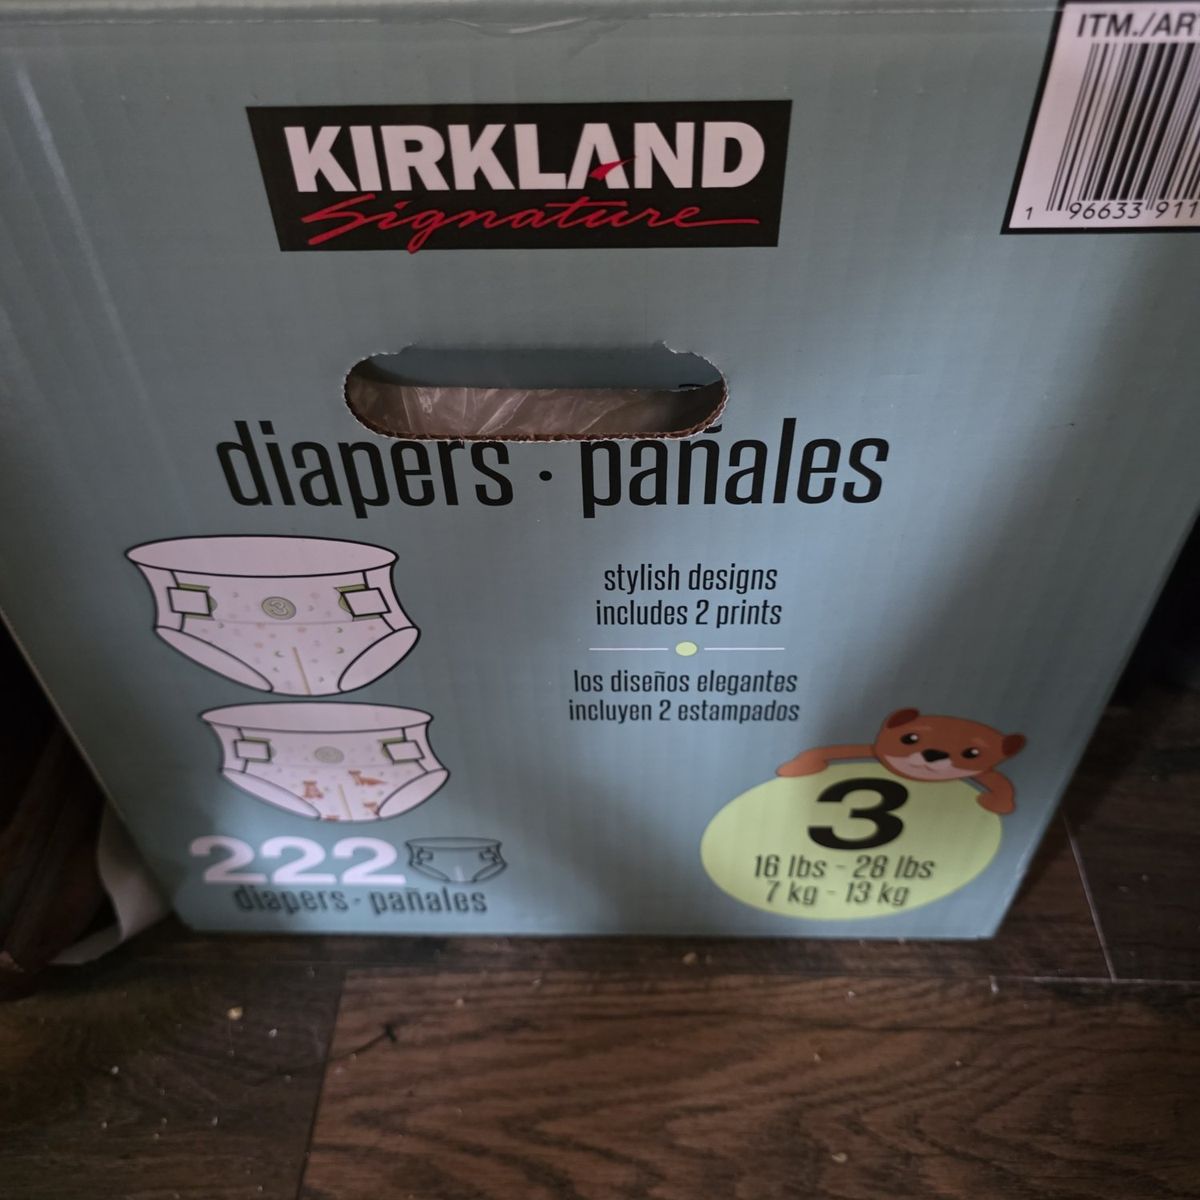 ITM./AR
KIRKLAND
Signature
1 96633 911
diapers · pañales
stylish designs
includes 2 prints
los diseños elegantes
incluyen 2 estampados
3
3
16 lbs - 28 lbs
7 kg - 13 kg
222
diapers · pañales